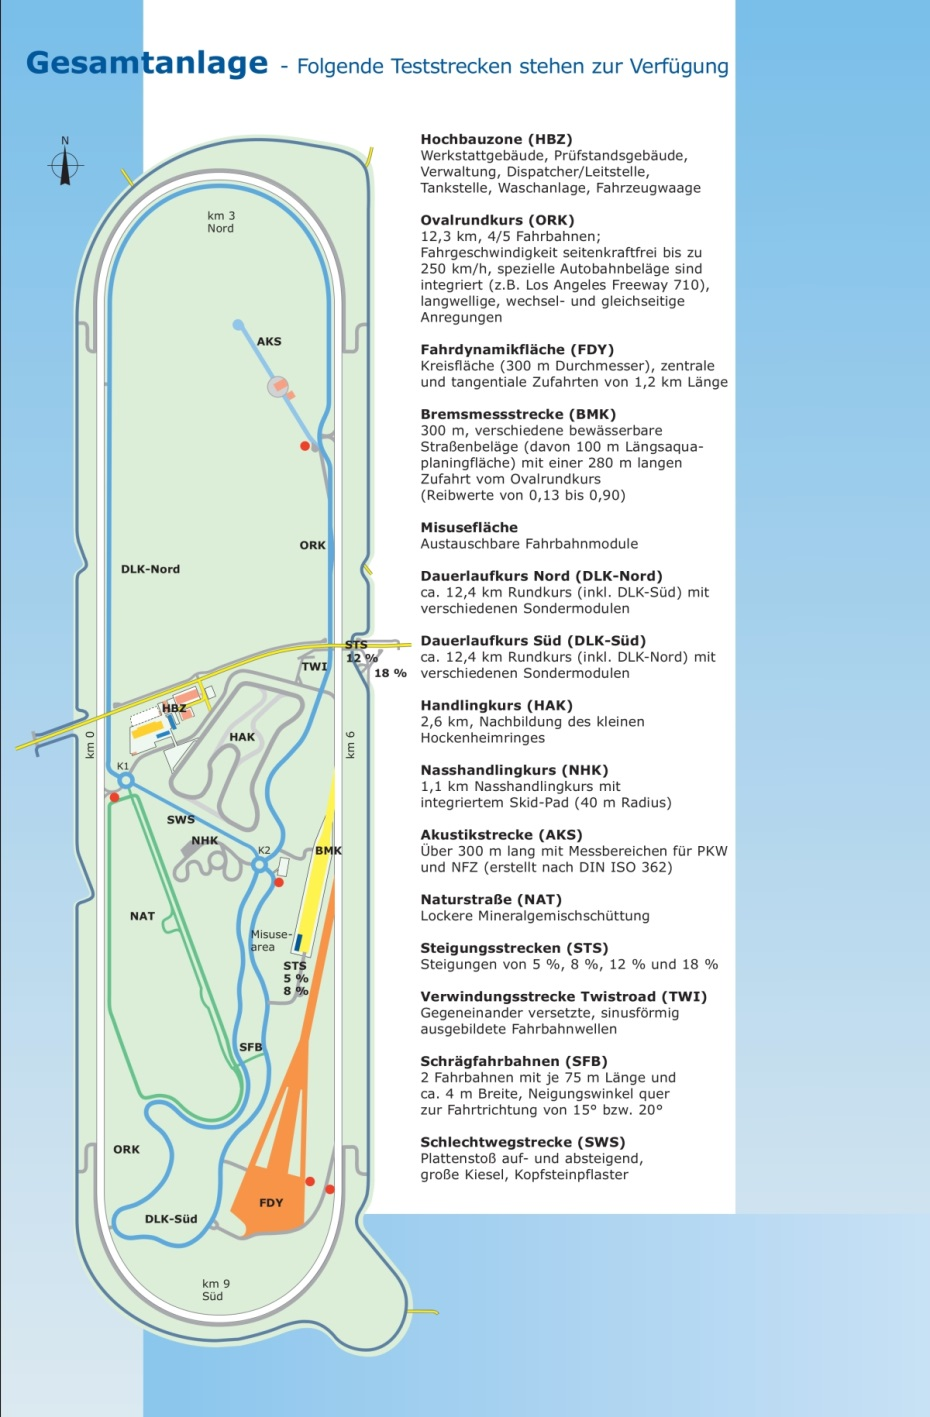 Gesamtanlage - Folgende Teststrecken stehen zur Verfügung
N
km 3
Nord
AKS
ORK
DLK-Nord
STS
12 %
18 %
TWI
HBZ
HAK
km 0
km 6
K1
SWS
NHK
K2
BMK
NAT
Misuse-
area
STS
5 %
8 %
SFB
ORK
FDY
DLK-Süd
km 9
Süd
Hochbauzone (HBZ)
Werkstattgebäude, Prüfstandsgebäude,
Verwaltung, Dispatcher/Leitstelle,
Tankstelle, Waschanlage, Fahrzeugwaage
Ovalrundkurs (ORK)
12,3 km, 4/5 Fahrbahnen;
Fahrgeschwindigkeit seitenkraftfrei bis zu
250 km/h, spezielle Autobahnbeläge sind
integriert (z.B. Los Angeles Freeway 710),
langwellige, wechsel- und gleichseitige
Anregungen
Fahrdynamikfläche (FDY)
Kreisfläche (300 m Durchmesser), zentrale
und tangentiale Zufahrten von 1,2 km Länge
Bremsmessstrecke (BMK)
300 m, verschiedene bewässerbare
Straßenbeläge (davon 100 m Längsaqua-
planingfläche) mit einer 280 m langen
Zufahrt vom Ovalrundkurs
(Reibwerte von 0,13 bis 0,90)
Misusefläche
Austauschbare Fahrbahnmodule
Dauerlaufkurs Nord (DLK-Nord)
ca. 12,4 km Rundkurs (inkl. DLK-Süd) mit
verschiedenen Sondermodulen
Dauerlaufkurs Süd (DLK-Süd)
ca. 12,4 km Rundkurs (inkl. DLK-Nord) mit
verschiedenen Sondermodulen
Handlingkurs (HAK)
2,6 km, Nachbildung des kleinen
Hockenheimringes
Nasshandlingkurs (NHK)
1,1 km Nasshandlingkurs mit
integriertem Skid-Pad (40 m Radius)
Akustikstrecke (AKS)
Über 300 m lang mit Messbereichen für PKW
und NFZ (erstellt nach DIN ISO 362)
Naturstraße (NAT)
Lockere Mineralgemischschüttung
Steigungsstrecken (STS)
Steigungen von 5 %, 8 %, 12 % und 18 %
Verwindungsstrecke Twistroad (TWI)
Gegeneinander versetzte, sinusförmig
ausgebildete Fahrbahnwellen
Schrägfahrbahnen (SFB)
2 Fahrbahnen mit je 75 m Länge und
ca. 4 m Breite, Neigungswinkel quer
zur Fahrtrichtung von 15° bzw. 20°
Schlechtwegstrecke (SWS)
Plattenstoß auf- und absteigend,
große Kiesel, Kopfsteinpflaster